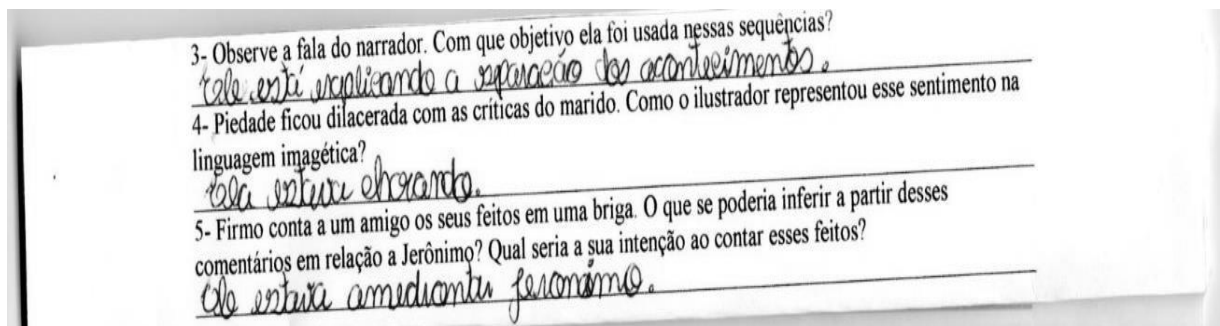 3- Observe a fala do narrador. Com que objetivo ela foi usada nessas sequências?
Ele está explicando a separação dos acontecimentos.
4- Piedade ficou dilacerada com as críticas do marido. Como o ilustrador representou esse sentimento na
linguagem imagética?
Ela estava chorando.
5- Firmo conta a um amigo os seus feitos em uma briga. O que se poderia inferir a partir desses
comentários em relação a Jerônimo? Qual seria a sua intenção ao contar esses feitos?
Ele estava jeronimo.